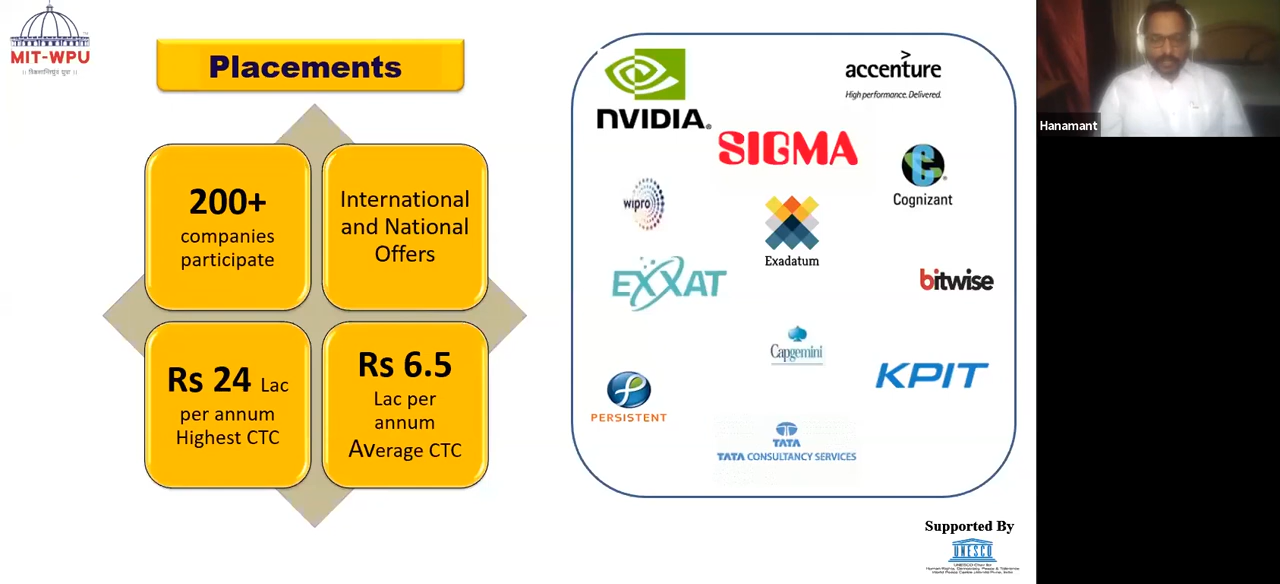 MIT-WPU
Placements
200+
companies
participate
International
and National
Offers
Rs 24 Lac
per annum
Highest CTC
Rs 6.5
Lac per
annum
Average CTC
NVIDIA®
accenture
High performance. Delivered.
SIGMA
wipro
Cognizant
Exadatum
EXXAT
bitwise
Capgemini
KPIT
PERSISTENT
TATA
TATA CONSULTANCY SERVICES
Supported By
UNESCO
Hanamant